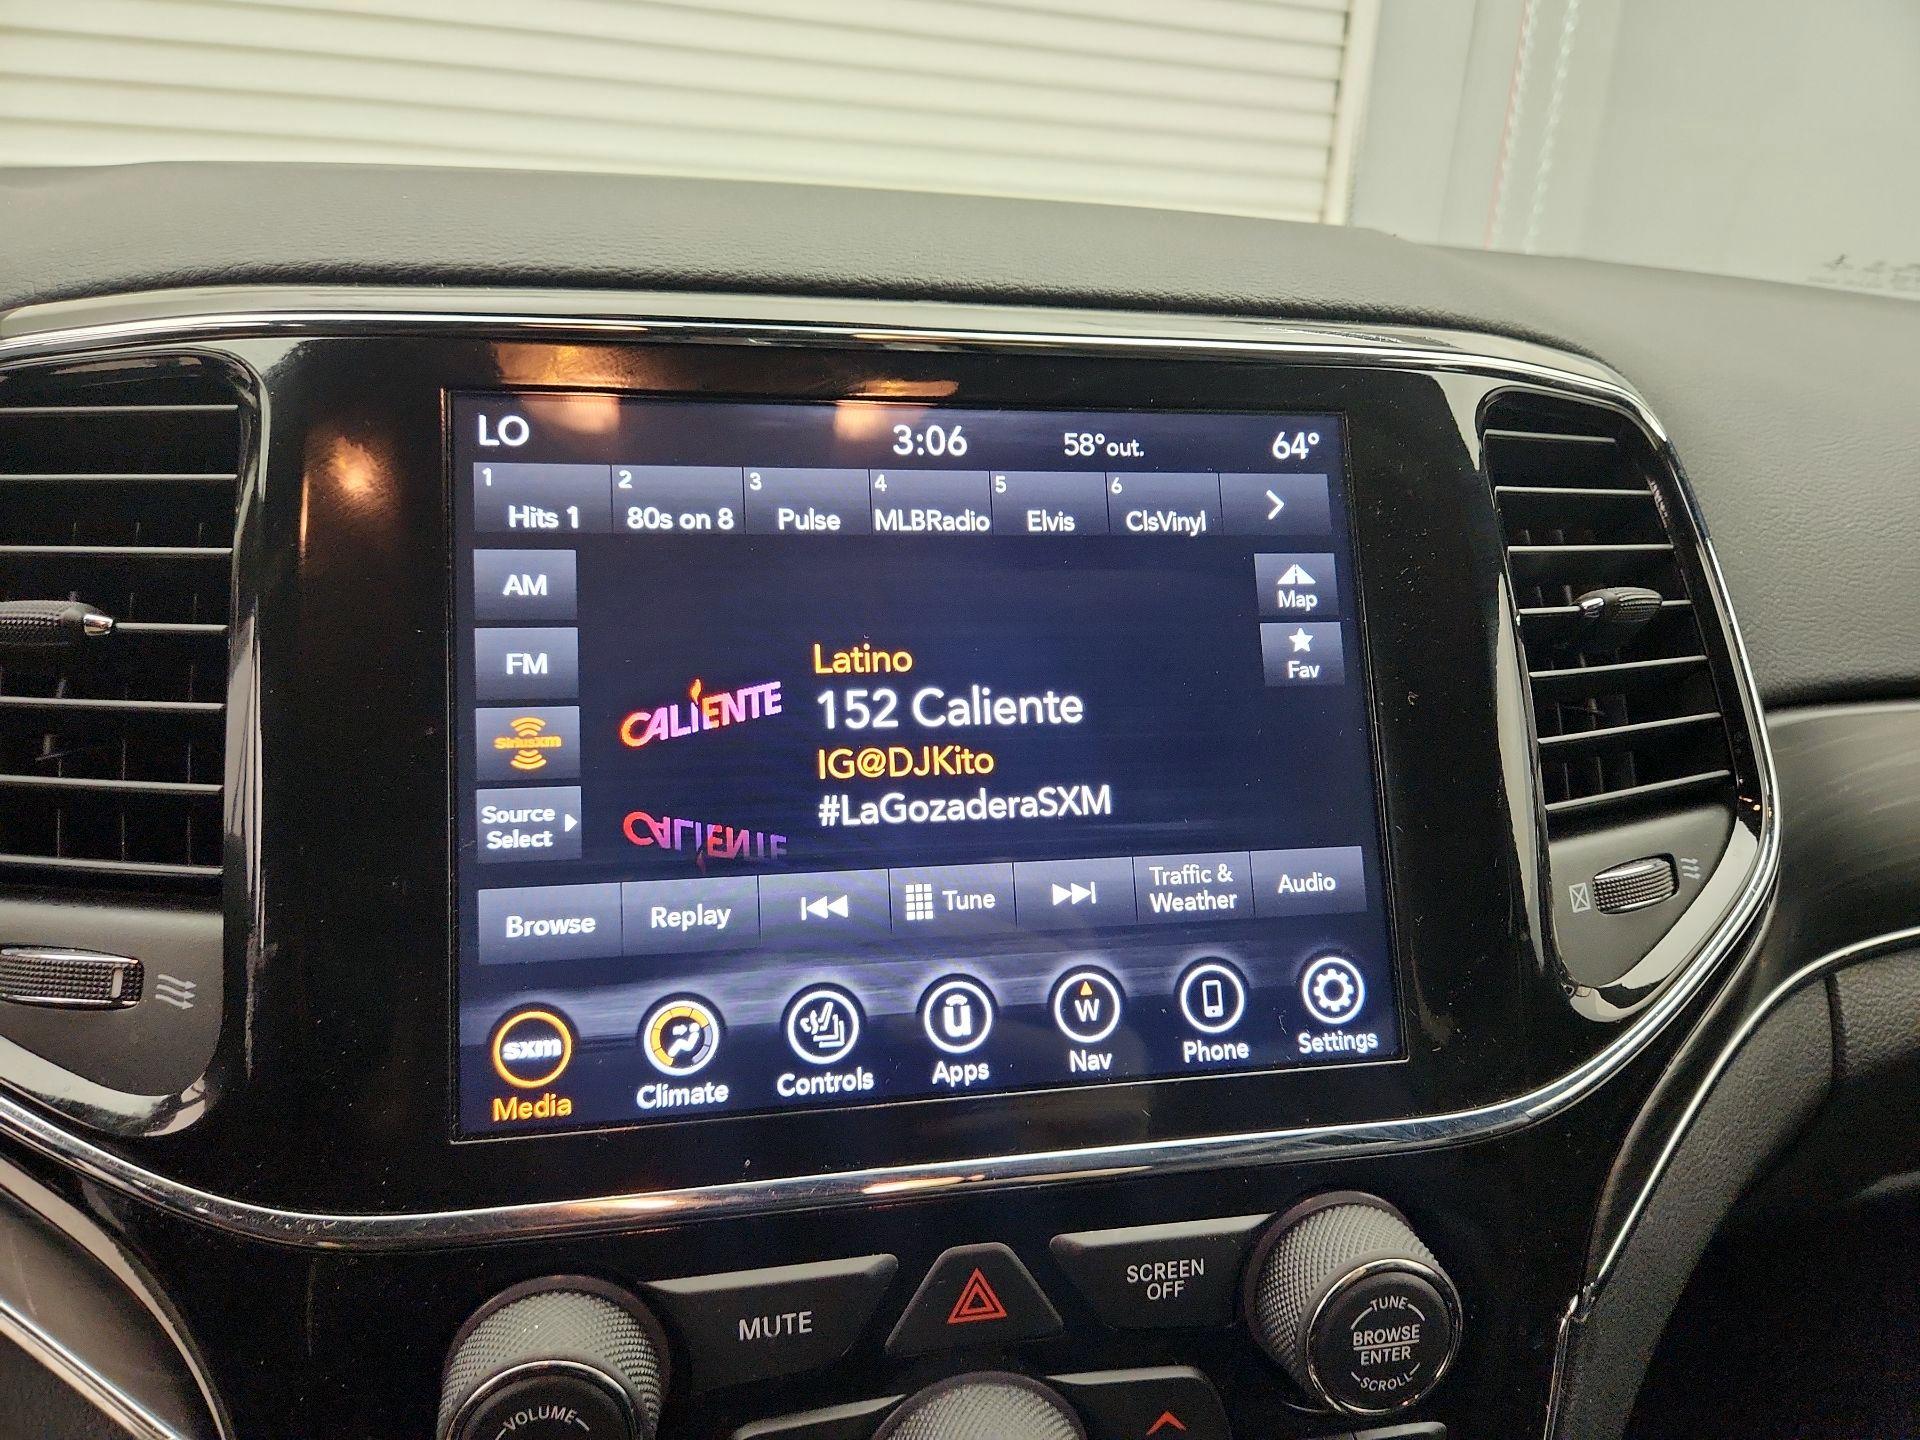 LO
3:06
58° out.
64°
1
2
3
4
5
6
Hits 1
80s on 8
Pulse
MLBRadio
Elvis
ClsVinyl
AM
FM
SiriusXM
Source
Select
Map
Fav
CALIENTE
Latino
152 Caliente
IG@DJKito
#LaGozaderaSXM
CALIENTE
Browse
Replay
Tune
Traffic &
Weather
Audio
sxm
Media
Climate
Controls
ū
Apps
W
Nav
Phone
Settings
MUTE
SCREEN
OFF
VOLUME
TUNE
BROWSE
ENTER
SCROLL